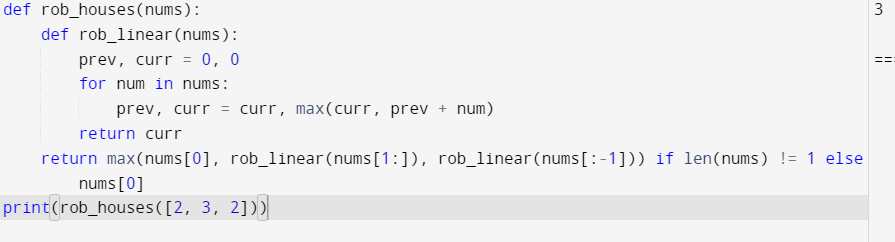 def rob_houses(nums):
    def rob_linear(nums):
        prev, curr = 0, 0
        for num in nums:
            prev, curr = curr, max(curr, prev + num)
        return curr
    return max(nums[0], rob_linear(nums[1:]), rob_linear(nums[:-1])) if len(nums) != 1 else
        nums[0]
print(rob_houses([2, 3, 2]))
3